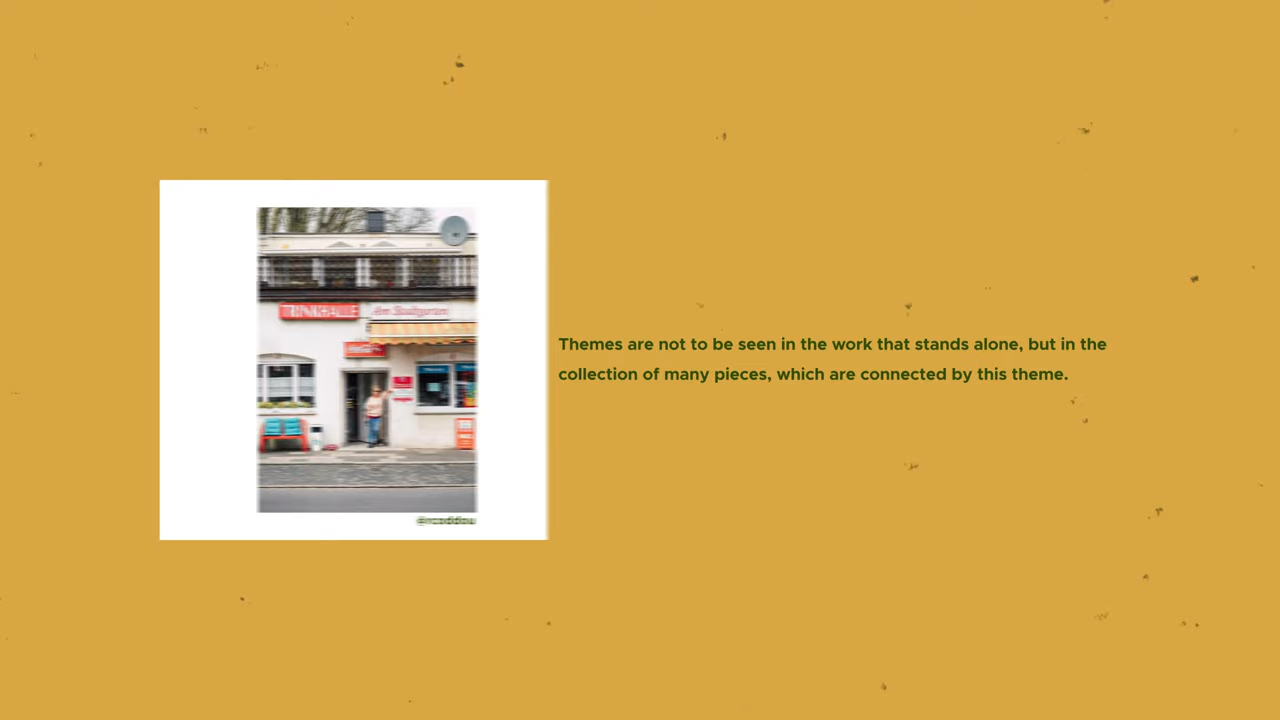 TRINKHALLE
Themes are not to be seen in the work that stands alone, but in the
collection of many pieces, which are connected by this theme.